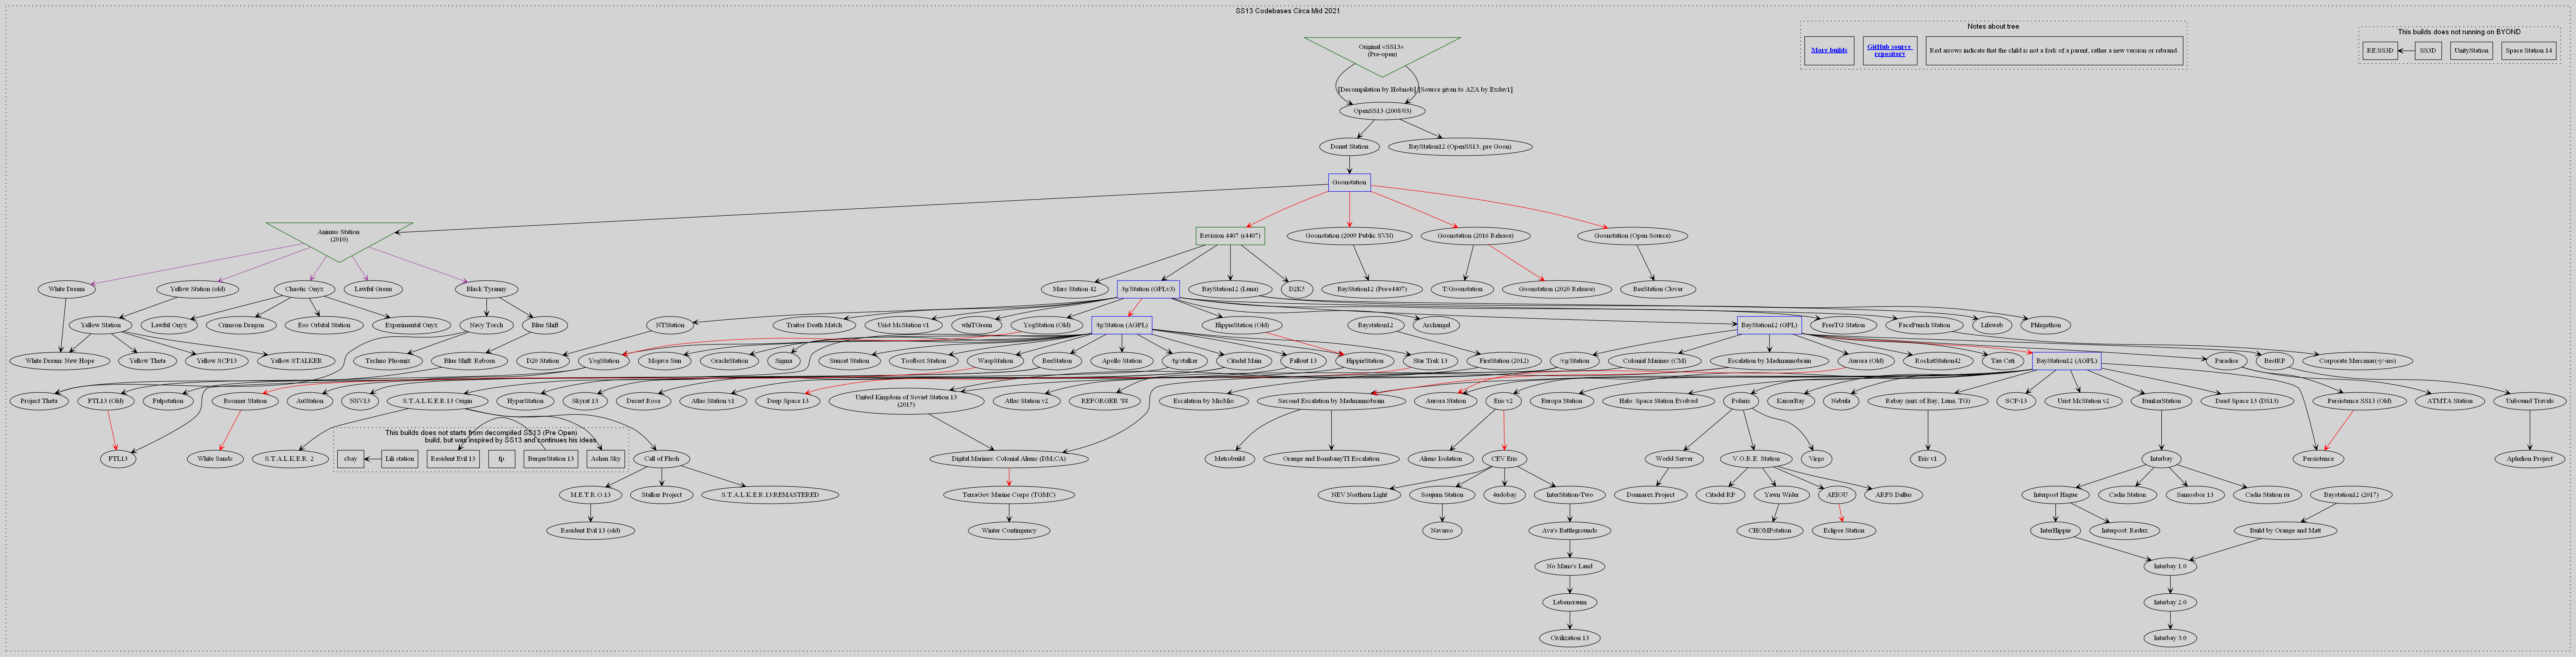 SS13 Codebases Circa Mid 2021
Notes about tree
More builds
GitHub source
repository
Red arrows indicate that the child is not a fork of a parent, rather a new version or rebrand.
This builds does not running on BYOND
RE:SS3D
SS3D
UnityStation
Space Station 14
Original «SS13»
(Pre-open)
[Decompilation by Hobnob]
[Source given to AZA by Exdav1]
OpenSS13 (2008/03)
Donut Station
BayStation12 (OpenSS13, pre Goon)
Goonstation
Animus Station
(2010)
Revision 4407 (r4407)
Goonstation (2009 Public SVN)
Goonstation (2016 Release)
Goonstation (Open Source)
White Dream
Yellow Station (old)
Chaotic Onyx
Lawful Green
Black Tyranny
Mars Station 42
/tg/Station (GPLv3)
BayStation12 (Luna)
D2K5
BayStation12 (Pre-r4407)
T/Goonstation
Goonstation (2020 Release)
BeeStation Clover
Yellow Station
Lawful Onyx
Crimson Dragon
Eos Orbital Station
Experimental Onyx
Navy Torch
Blue Shift
NTStation
Traitor Death Match
Urist McStation v1
whiTGreen
YogStation (Old)
/tg/Station (AGPL)
HippieStation (Old)
Baystation12
Archangel
BayStation12 (GPL)
FreeTG Station
FacePunch Station
Lifeweb
Phlegethon
White Dream: New Hope
Yellow Theta
Yellow SCP13
Yellow STALKER
Techno Phoenix
Blue Shift: Reborn
D20 Station
YogStation
Mojave Sun
OracleStation
Sigma
Sunset Station
Toolbox Station
WaspStation
BeeStation
Apollo Station
/tg/stalker
Citadel Main
Fallout 13
HippieStation
Star Trek 13
FireStation (2012)
/vg/Station
Colonial Marines (CM)
Escalation by Madmannobrain
Aurora (Old)
RocketStation42
Tau Ceti
BayStation12 (AGPL)
Paradise
BestRP
Corporate Mercenar(-y/-ies)
Project Theta
FTL13 (Old)
Fulpstation
Boomer Station
AuStation
NSV13
S.T.A.L.K.E.R.13 Origin
HyperStation
Skyrat 13
Desert Rose
Atlas Station v1
Deep Space 13
United Kingdom of Soviet Station 13
(2015)
Atlas Station v2
REFORGER '88
Escalation by MioMio
Second Escalation by Madmannobrain
Aurora Station
Eris v2
Europa Station
Halo: Space Station Evolved
Polaris
KaiserBay
Nebula
Rebay (mix of Bay, Luna, TG)
SCP-13
Urist McStation v2
BunkerStation
Dead Space 13 (DS13)
Persistence SS13 (Old)
ATMTA Station
Unbound Travels
This builds does not starts from decompiled SS13 (Pre Open)
build, but was inspired by SS13 and continues his ideas
FTL13
White Sands
S.T.A.L.K.E.R. 2
cbay
Lili station
Resident Evil 13
fp
BurgerStation 13
Ashen Sky
Call of Flesh
Digital Marines: Colonial Aliens (DM;CA)
Metrobuild
Orange and BombanyTI Escalation
Aliens Isolation
CEV Eris
World Server
V.O.R.E. Station
Virgo
Eris v1
Interbay
Persistence
Aphelion Project
M.E.T.R.O.13
Stalker Project
S.T.A.L.K.E.R.13:REMASTERED
TerraGov Marine Corps (TGMC)
NEV Northern Light
Soujurn Station
4udobay
InterStation-Two
Donnarex Project
Citadel RP
Yawn Wider
AEIOU
ARFS Dallus
Interpost Hague
Cadia Station
Samosbor 13
Cadia Station ru
Baystation12 (2017)
Resident Evil 13 (old)
Winter Contingency
Navarro
Ava's Battlegrounds
CHOMPstation
Eclipse Station
InterHippie
Interpost: Redux
Build by Orange and Matt
No Mans's Land
Interbay 1.0
Lebensraum
Interbay 2.0
Civilization 13
Interbay 3.0